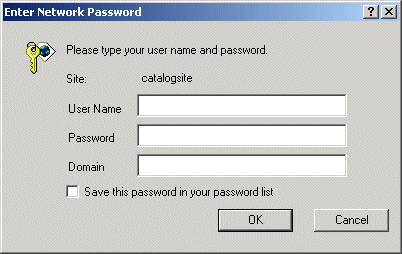 Enter Network Password
Please type your user name and password.
Site: catalogsite
User Name
Password
Domain
Save this password in your password list
OK Cancel